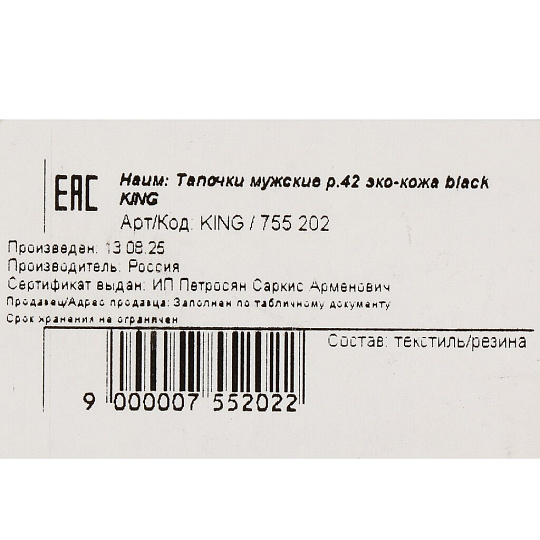 EAC
Наим: Тапочки мужские р.42 эко-кожа black
KING
Арт/Код: KING / 755 202
Произведен: 13.08.25
Производитель: Россия
Сертификат выдан: ИП Петросян Саркис Арменович
Продавец/Адрес продавца: Заполнен по табличному документу
Срок хранения не ограничен
Состав: текстиль/резина
9 000007 552022